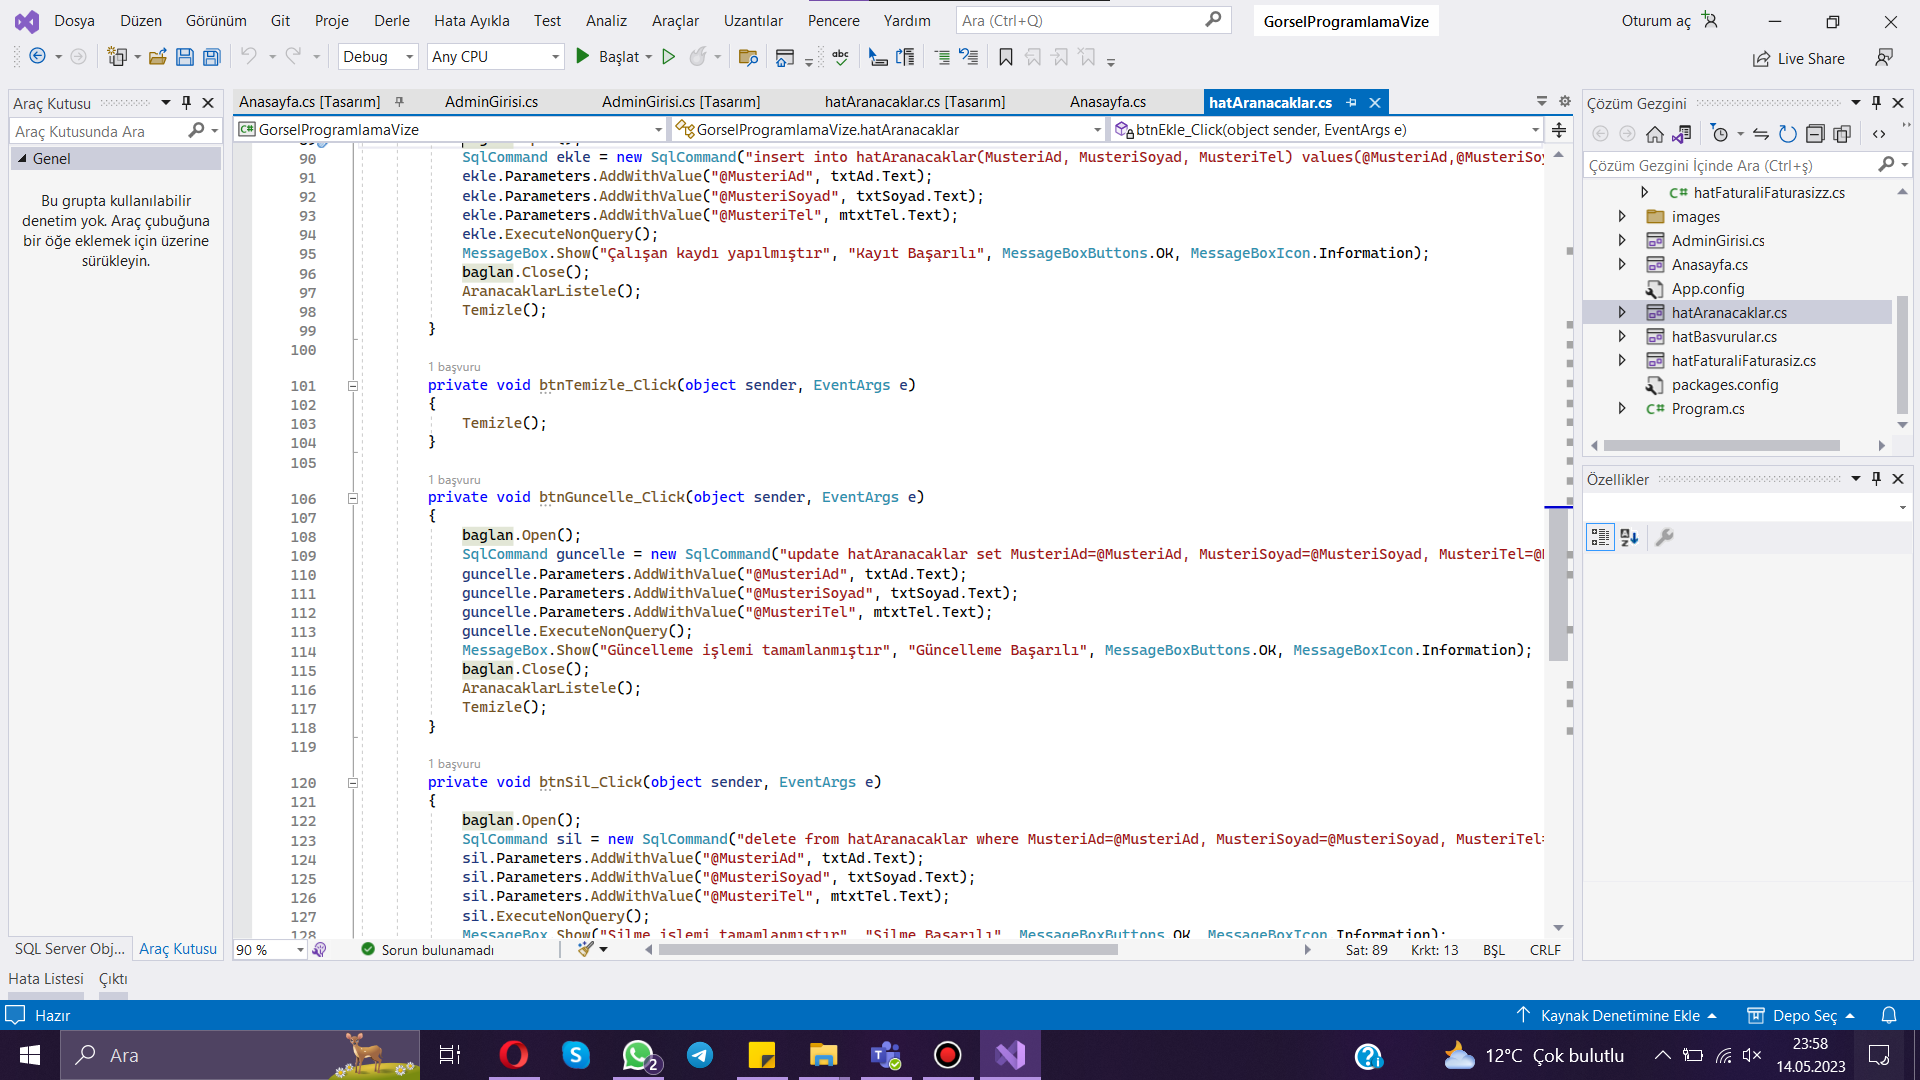 Dosya Düzen Görünüm Git Proje Derle Hata Ayıkla Test Analiz Araçlar Uzantılar Pencere Yardım Ara (Ctrl+Q) GorselProgramlamaVize Oturum aç
Debug Any CPU Başlat Live Share
Araç Kutusu
Araç Kutusunda Ara
Genel
Bu grupta kullanılabilir
denetim yok. Araç çubuğuna
bir öğe eklemek için üzerine
sürükleyin.
SQL Server Obj... Araç Kutusu
Anasayfa.cs [Tasarım] AdminGirisi.cs AdminGirisi.cs [Tasarım] hatAranacaklar.cs [Tasarım] Anasayfa.cs hatAranacaklar.cs
GorselProgramlamaVize GorselProgramlamaVize.hatAranacaklar btnEkle_Click(object sender, EventArgs e)
90 SqlCommand ekle = new SqlCommand("insert into hatAranacaklar(MusteriAd, MusteriSoyad, MusteriTel) values(@MusteriAd,@MusteriSoy
91 ekle.Parameters.AddWithValue("@MusteriAd", txtAd.Text);
92 ekle.Parameters.AddWithValue("@MusteriSoyad", txtSoyad.Text);
93 ekle.Parameters.AddWithValue("@MusteriTel", mtxtTel.Text);
94 ekle.ExecuteNonQuery();
95 MessageBox.Show("Çalışan kaydı yapılmıştır", "Kayıt Başarılı", MessageBoxButtons.OK, MessageBoxIcon.Information);
96 baglan.Close();
97 AranacaklarListele();
98 Temizle();
99 }
100
1 başvuru
101 private void btnTemizle_Click(object sender, EventArgs e)
102 {
103 Temizle();
104 }
105
1 başvuru
106 private void btnGuncelle_Click(object sender, EventArgs e)
107 {
108 baglan.Open();
109 SqlCommand guncelle = new SqlCommand("update hatAranacaklar set MusteriAd=@MusteriAd, MusteriSoyad=@MusteriSoyad, MusteriTel=@
110 guncelle.Parameters.AddWithValue("@MusteriAd", txtAd.Text);
111 guncelle.Parameters.AddWithValue("@MusteriSoyad", txtSoyad.Text);
112 guncelle.Parameters.AddWithValue("@MusteriTel", mtxtTel.Text);
113 guncelle.ExecuteNonQuery();
114 MessageBox.Show("Güncelleme işlemi tamamlanmıştır", "Güncelleme Başarılı", MessageBoxButtons.OK, MessageBoxIcon.Information);
115 baglan.Close();
116 AranacaklarListele();
117 Temizle();
118 }
119
1 başvuru
120 private void btnSil_Click(object sender, EventArgs e)
121 {
122 baglan.Open();
123 SqlCommand sil = new SqlCommand("delete from hatAranacaklar where MusteriAd=@MusteriAd, MusteriSoyad=@MusteriSoyad, MusteriTel=
124 sil.Parameters.AddWithValue("@MusteriAd", txtAd.Text);
125 sil.Parameters.AddWithValue("@MusteriSoyad", txtSoyad.Text);
126 sil.Parameters.AddWithValue("@MusteriTel", mtxtTel.Text);
127 sil.ExecuteNonQuery();
128 MessageBox.Show("Silme işlemi tamamlanmıştır", "Silme Başarılı", MessageBoxButtons.OK, MessageBoxIcon.Information);
90 % Sorun bulunamadı Sat: 89 Krkt: 13 BŞL CRLF
Çözüm Gezgini
Çözüm Gezgini İçinde Ara (Ctrl+ş)
C# hatFaturaliFaturasizz.cs
images
AdminGirisi.cs
Anasayfa.cs
App.config
hatAranacaklar.cs
hatBasvurular.cs
hatFaturaliFaturasiz.cs
packages.config
C# Program.cs
Özellikler
Hata Listesi Çıktı
Hazır Kaynak Denetimine Ekle Depo Seç
Ara 2 12°C Çok bulutlu 23:58
14.05.2023